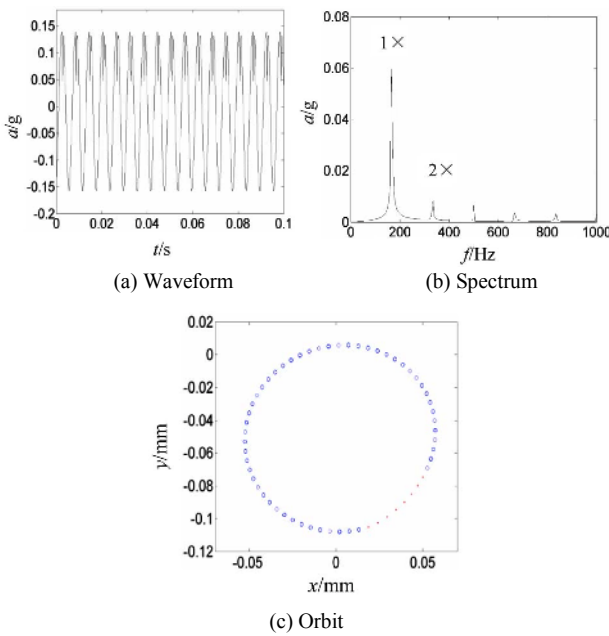 0.15
0.1
0.05
0
-0.05
-0.1
-0.15
-0.2
a/g
0 0.02 0.04 0.06 0.08 0.1
t/s
(a) Waveform
0.08
0.06
0.04
0.02
0
a/g
1×
2×
0 200 400 600 800 1000
f/Hz
(b) Spectrum
0.02
0
-0.02
-0.04
-0.06
-0.08
-0.1
-0.12
y/mm
-0.05 0 0.05
x/mm
(c) Orbit